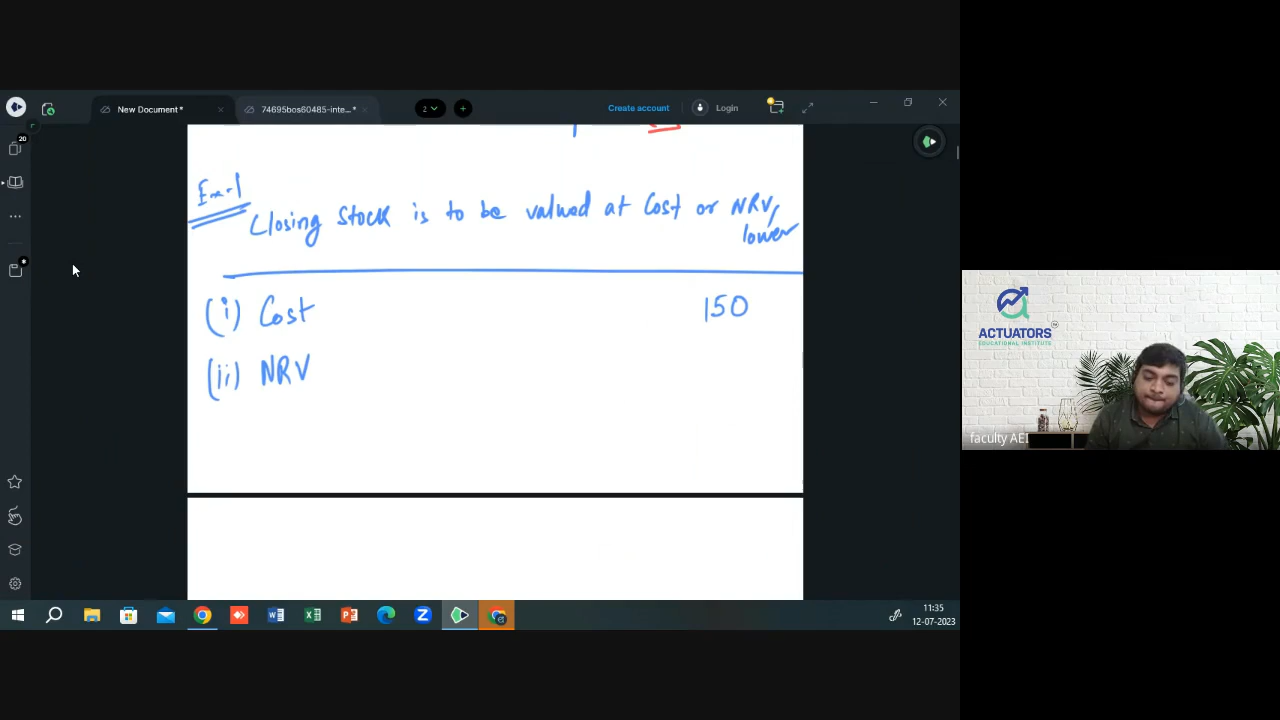 New Document*
74695bos60485-inte... *
2
Create account
Login
20
Ex-1
Closing Stock is to be valued at Cost or NRV,
lower
(i) Cost 150
(ii) NRV
ACTUATORS
EDUCATIONAL INSTITUTE
faculty AEI
11:35
12-07-2023